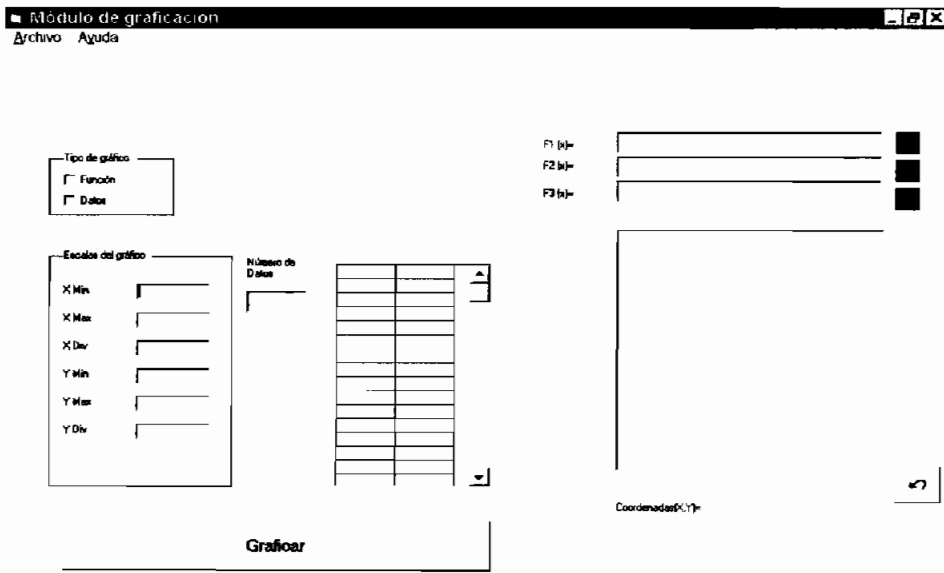 Módulo de graficación
Archivo Ayuda
Tipo de gráfico
Función
Datos
Escalas del gráfico
X Min
X Max
X Div
Y Min
Y Max
Y Div
Número de
Datos
Graficar
F1 (x)=
F2 (x)=
F3 (x)=
Coordenadas(X,Y)=